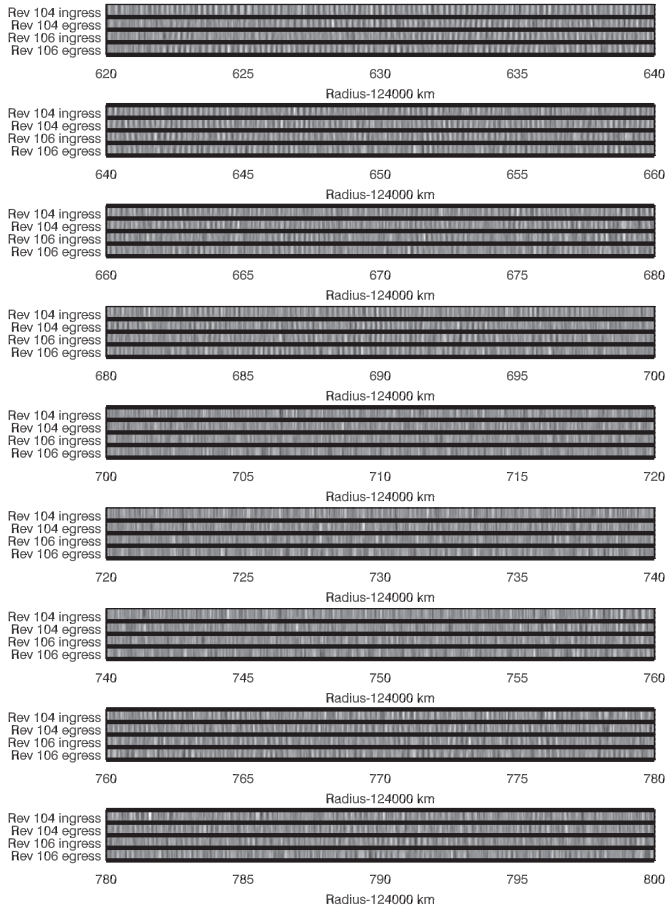 Rev 104 ingress
Rev 104 egress
Rev 106 ingress
Rev 106 egress
620 625 630 635 640
Radius-124000 km
Rev 104 ingress
Rev 104 egress
Rev 106 ingress
Rev 106 egress
640 645 650 655 660
Radius-124000 km
Rev 104 ingress
Rev 104 egress
Rev 106 ingress
Rev 106 egress
660 665 670 675 680
Radius-124000 km
Rev 104 ingress
Rev 104 egress
Rev 106 ingress
Rev 106 egress
680 685 690 695 700
Radius-124000 km
Rev 104 ingress
Rev 104 egress
Rev 106 ingress
Rev 106 egress
700 705 710 715 720
Radius-124000 km
Rev 104 ingress
Rev 104 egress
Rev 106 ingress
Rev 106 egress
720 725 730 735 740
Radius-124000 km
Rev 104 ingress
Rev 104 egress
Rev 106 ingress
Rev 106 egress
740 745 750 755 760
Radius-124000 km
Rev 104 ingress
Rev 104 egress
Rev 106 ingress
Rev 106 egress
760 765 770 775 780
Radius-124000 km
Rev 104 ingress
Rev 104 egress
Rev 106 ingress
Rev 106 egress
780 785 790 795 800
Radius-124000 km